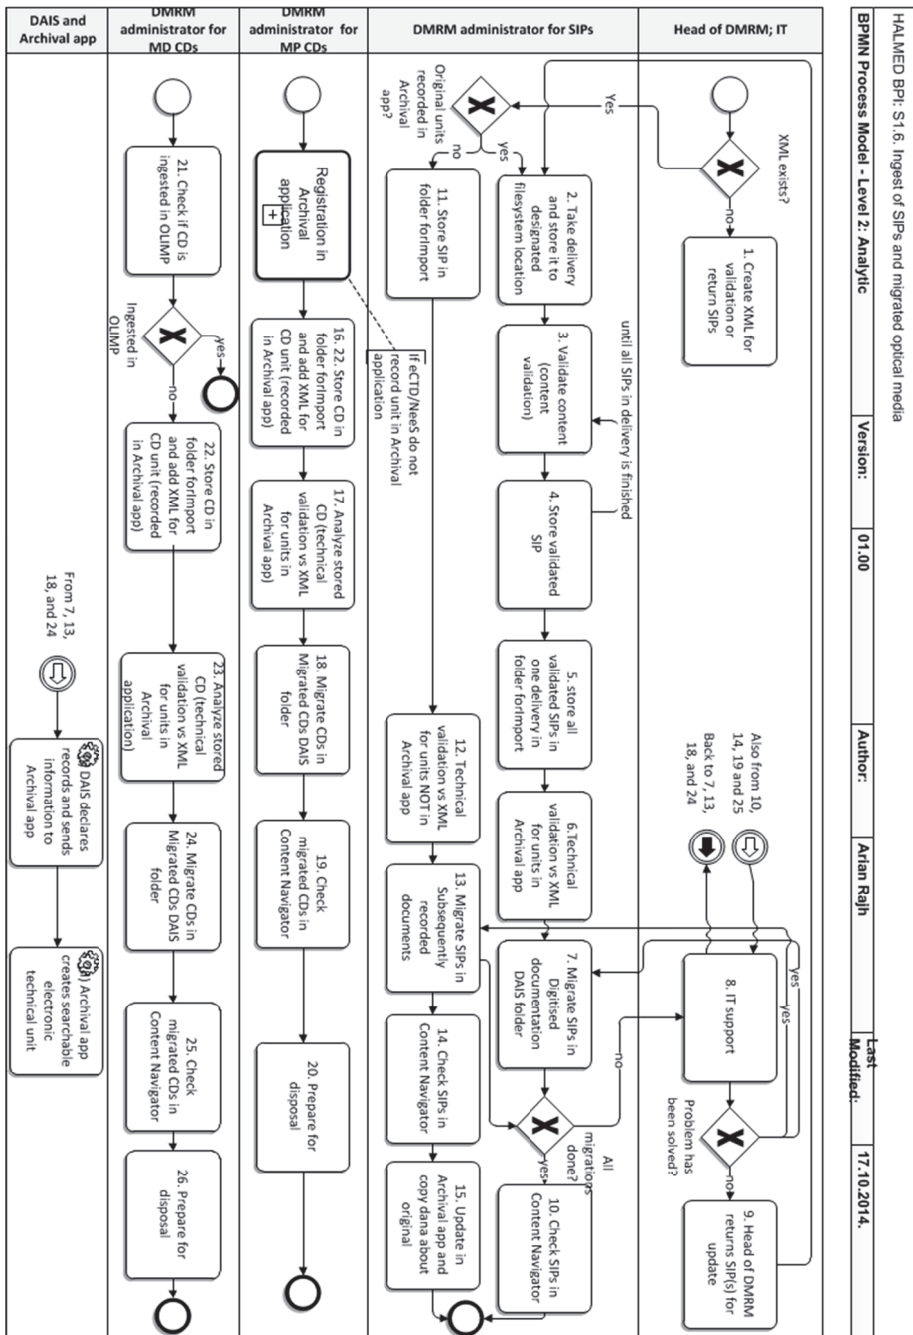 HALMED BPI: S1.6. Ingest of SIPs and migrated optical media
BPMN Process Model - Level 2: Analytic
Version:
01.00
Author:
Arian Rajh
Last
Modified:
17.10.2014.
Head of DMRM; IT
XML exists?
Yes
no
1. Create XML for
validation or
return SIPs
Also from 10,
14, 19 and 25
Back to 7, 13,
18, and 24
8. IT support
yes
yes
Problem has
been solved?
no
9. Head of DMRM
returns SIP(s) for
update
DMRM administrator for SIPs
Original units
recorded in
Archival
app?
yes
no
2. Take delivery
and store it to
designated
filesystem location
until all SIPs in delivery is finished
3. Validate content
(content
validation)
4. Store validated
SIP
5. store all
validated SIPs in
one delivery in
folder forImport
6.Technical
validation vs XML
for units in
Archival app
7. Migrate SIPs in
Digitised
documentation
DAIS folder
no
All
migrations
done?
yes
10. Check SIPs in
Content Navigator
11. Store SIP in
folder forImport
12. Technical
validation vs XML
for units NOT in
Archival app
13. Migrate SIPs in
Subsequently
recorded
documents
14. Check SIPs in
Content Navigator
15. Update in
Archival app and
copy dana about
original
If eCTD/NeeS do not
record unit in Archival
application
DMRM
administrator for
MP CDs
Registration in
Archival
application
+
16. 22. Store CD in
folder forImport
and add XML for
CD unit (recorded
in Archival app)
17. Analyze stored
CD (technical
validation vs XML
for units in
Archival app)
18. Migrate CDs in
Migrated CDs DAIS
folder
19. Check
migrated CDs in
Content Navigator
20. Prepare for
disposal
DMRM
administrator for
MD CDs
21. Check if CD is
ingested in OLIMP
Ingested in
OLIMP
yes
no
22. Store CD in
folder forImport
and add XML for
CD unit (recorded
in Archival app)
23. Analyze stored
CD (technical
validation vs XML
for units in
Archival
application)
24. Migrate CDs in
Migrated CDs DAIS
folder
25. Check
migrated CDs in
Content Navigator
26. Prepare for
disposal
DAIS and
Archival app
From 7, 13,
18, and 24
DAIS declares
records and sends
information to
Archival app
Archival app
creates searchable
electronic
technical unit